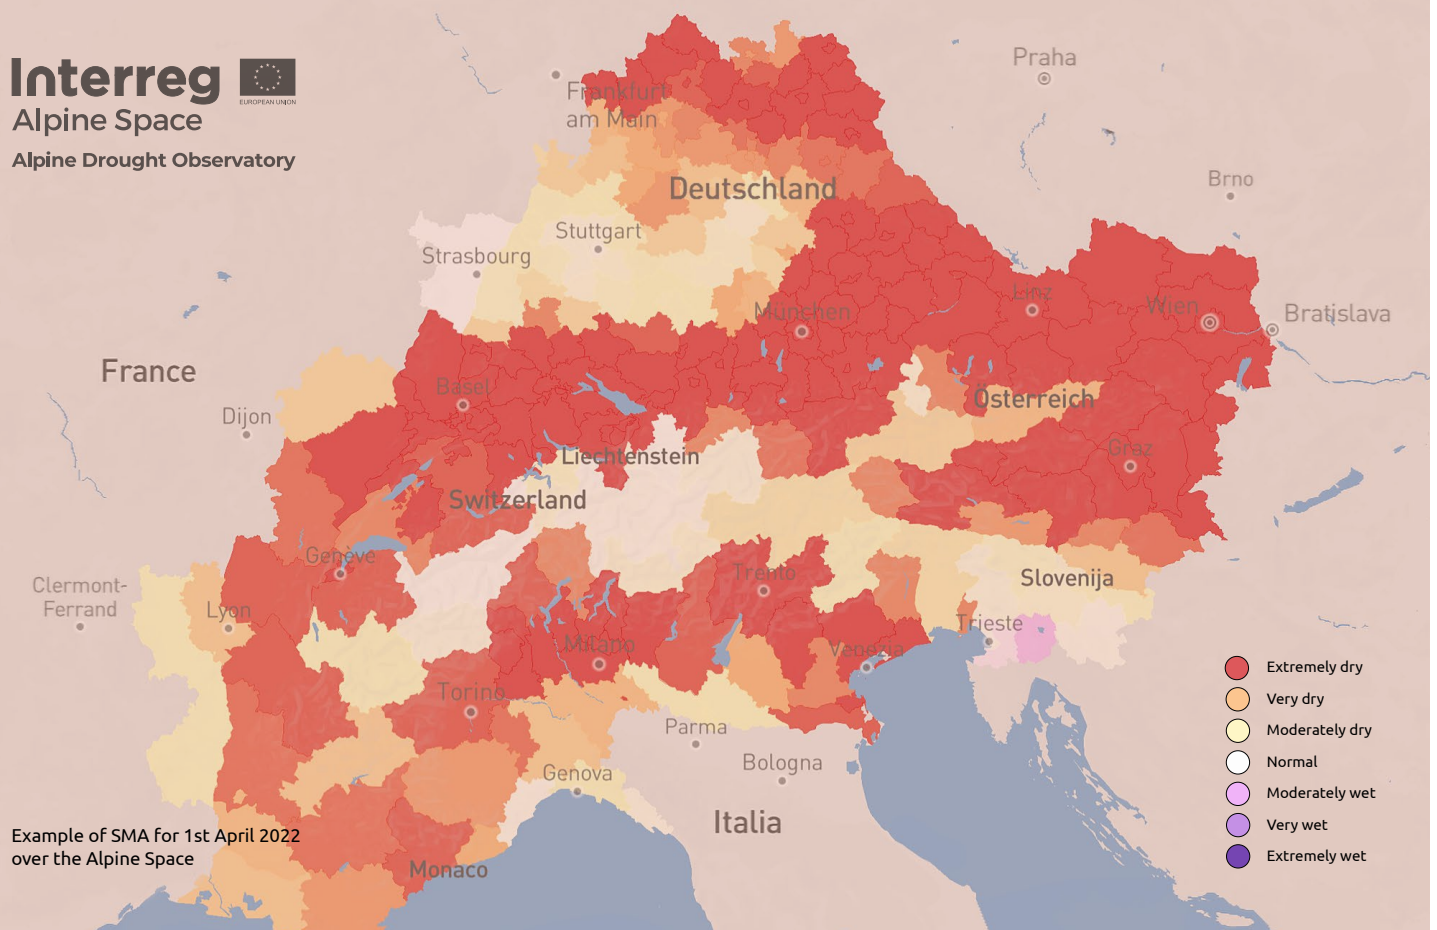 Interreg
EUROPEAN UNION
Alpine Space
Alpine Drought Observatory
Praha
Frankfurt
am Main
Brno
Deutschland
Stuttgart
Strasbourg
München
Linz
Wien
Bratislava
France
Basel
Dijon
Österreich
Liechtenstein
Graz
Switzerland
Genève
Trento
Slovenija
Clermont-
Ferrand
Lyon
Trieste
Milano
Venezia
Torino
Parma
Bologna
Genova
Italia
Monaco
Example of SMA for 1st April 2022
over the Alpine Space
Extremely dry
Very dry
Moderately dry
Normal
Moderately wet
Very wet
Extremely wet